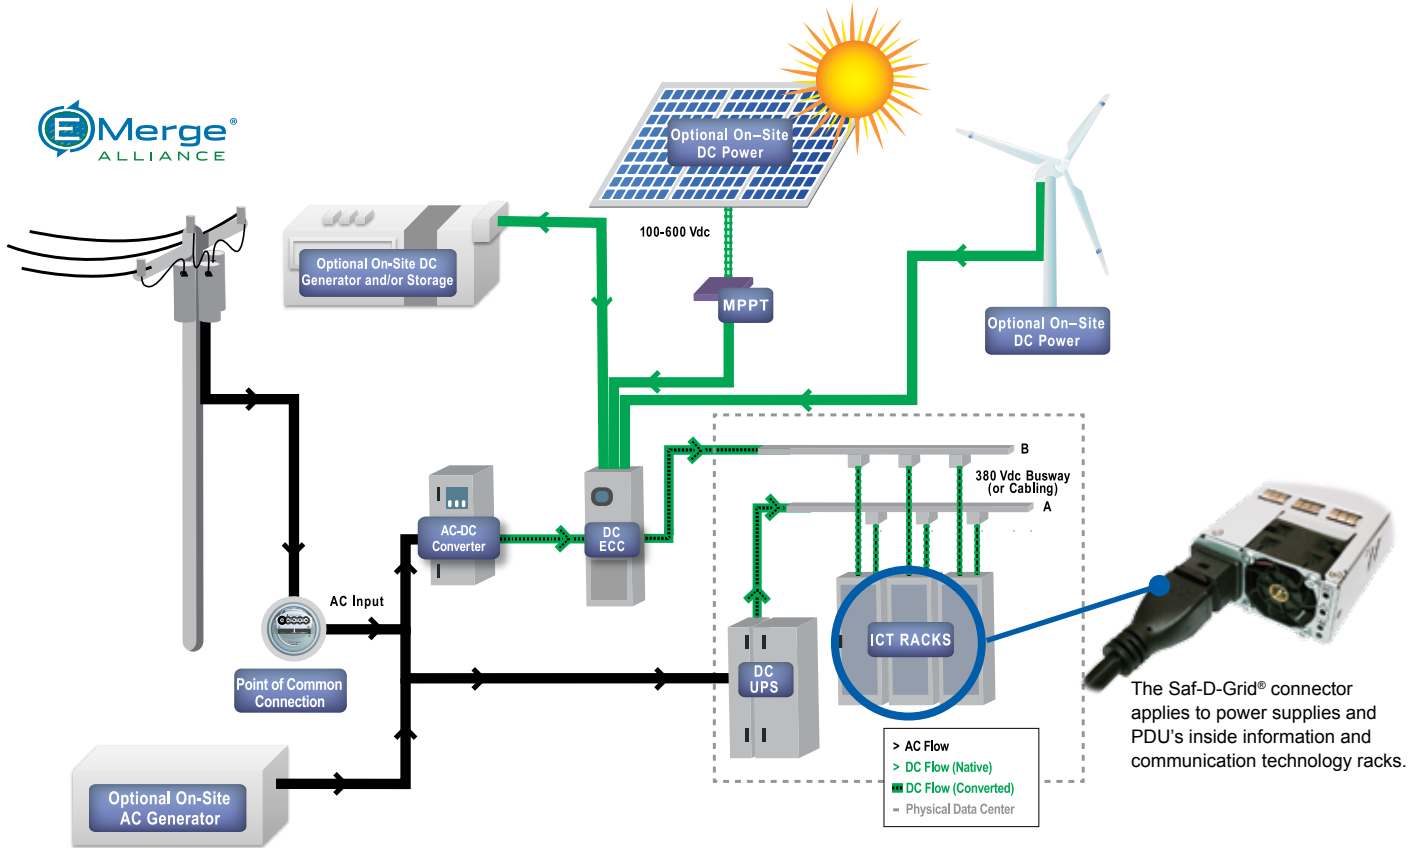 EMerge®
ALLIANCE
Optional On–Site
DC Power
100-600 Vdc
Optional On-Site DC
Generator and/or Storage
MPPT
Optional On–Site
DC Power
B
380 Vdc Busway
(or Cabling)
A
AC-DC
Converter
DC
ECC
AC Input
ICT RACKS
Point of Common
Connection
DC
UPS
The Saf-D-Grid® connector
applies to power supplies and
PDU's inside information and
communication technology racks.
> AC Flow
> DC Flow (Native)
DC Flow (Converted)
Physical Data Center
Optional On-Site
AC Generator